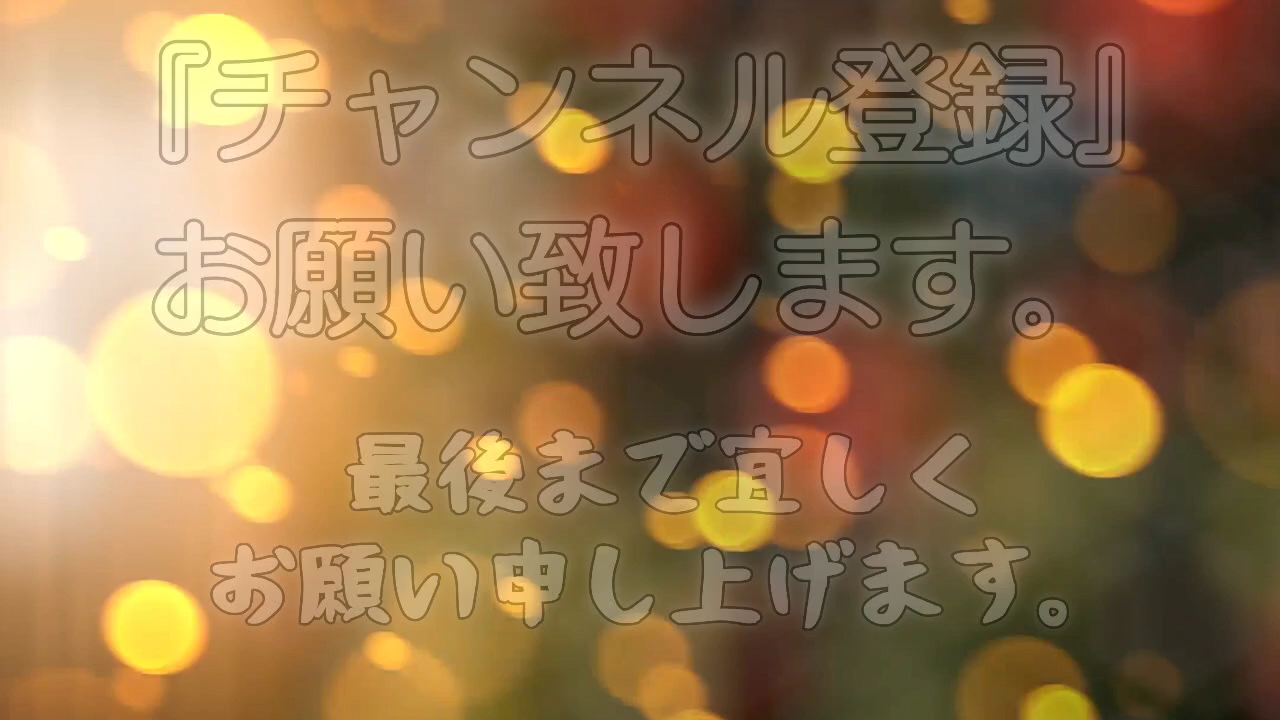 『チャンネル登録』
お願い致します。
最後まで宜しく
お願い申し上げます。